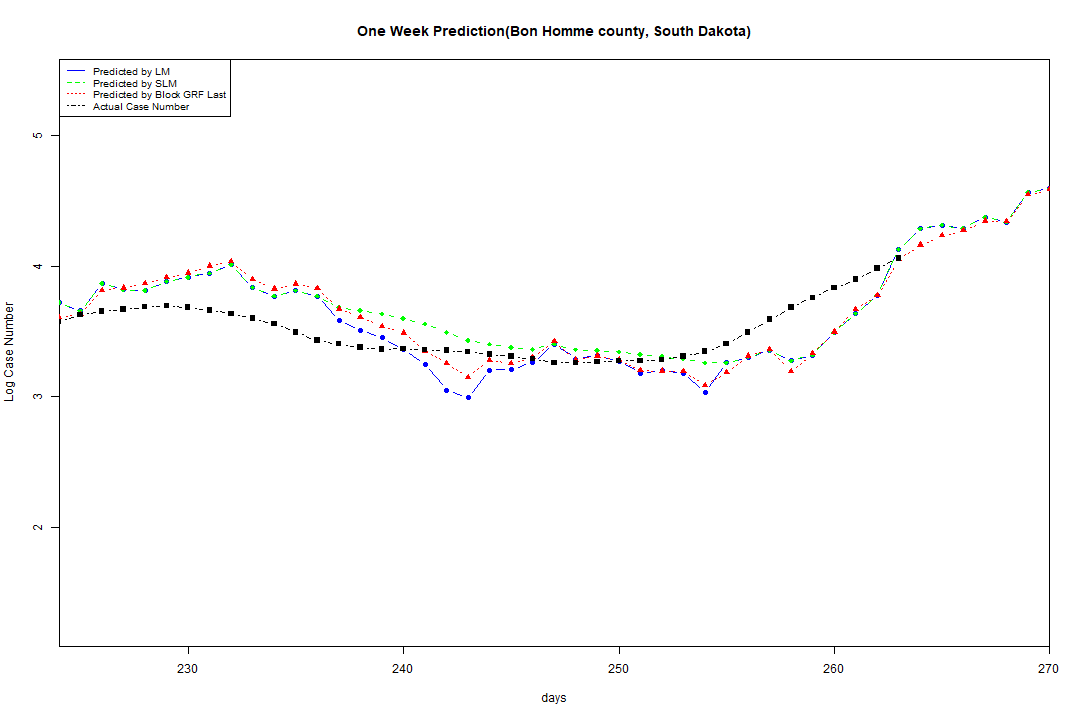 One Week Prediction(Bon Homme county, South Dakota)
Predicted by LM
Predicted by SLM
Predicted by Block GRF Last
Actual Case Number
5
4
3
2
Log Case Number
230 240 250 260 270
days